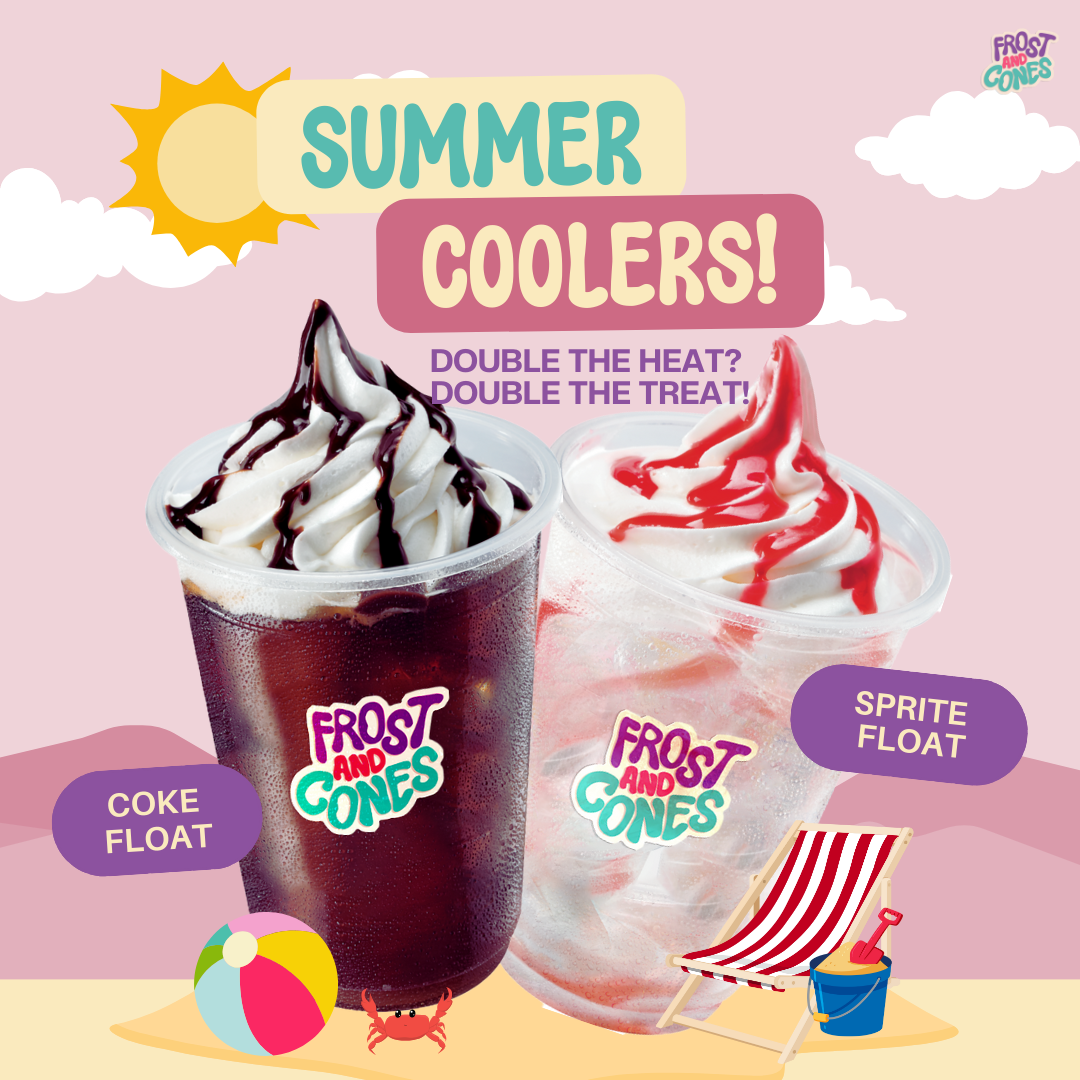 FROST
AND
CONES
SUMMER
COOLERS!
DOUBLE THE HEAT?
DOUBLE THE TREAT!
FROST
AND
CONES
FROST
AND
CONES
SPRITE
FLOAT
COKE
FLOAT